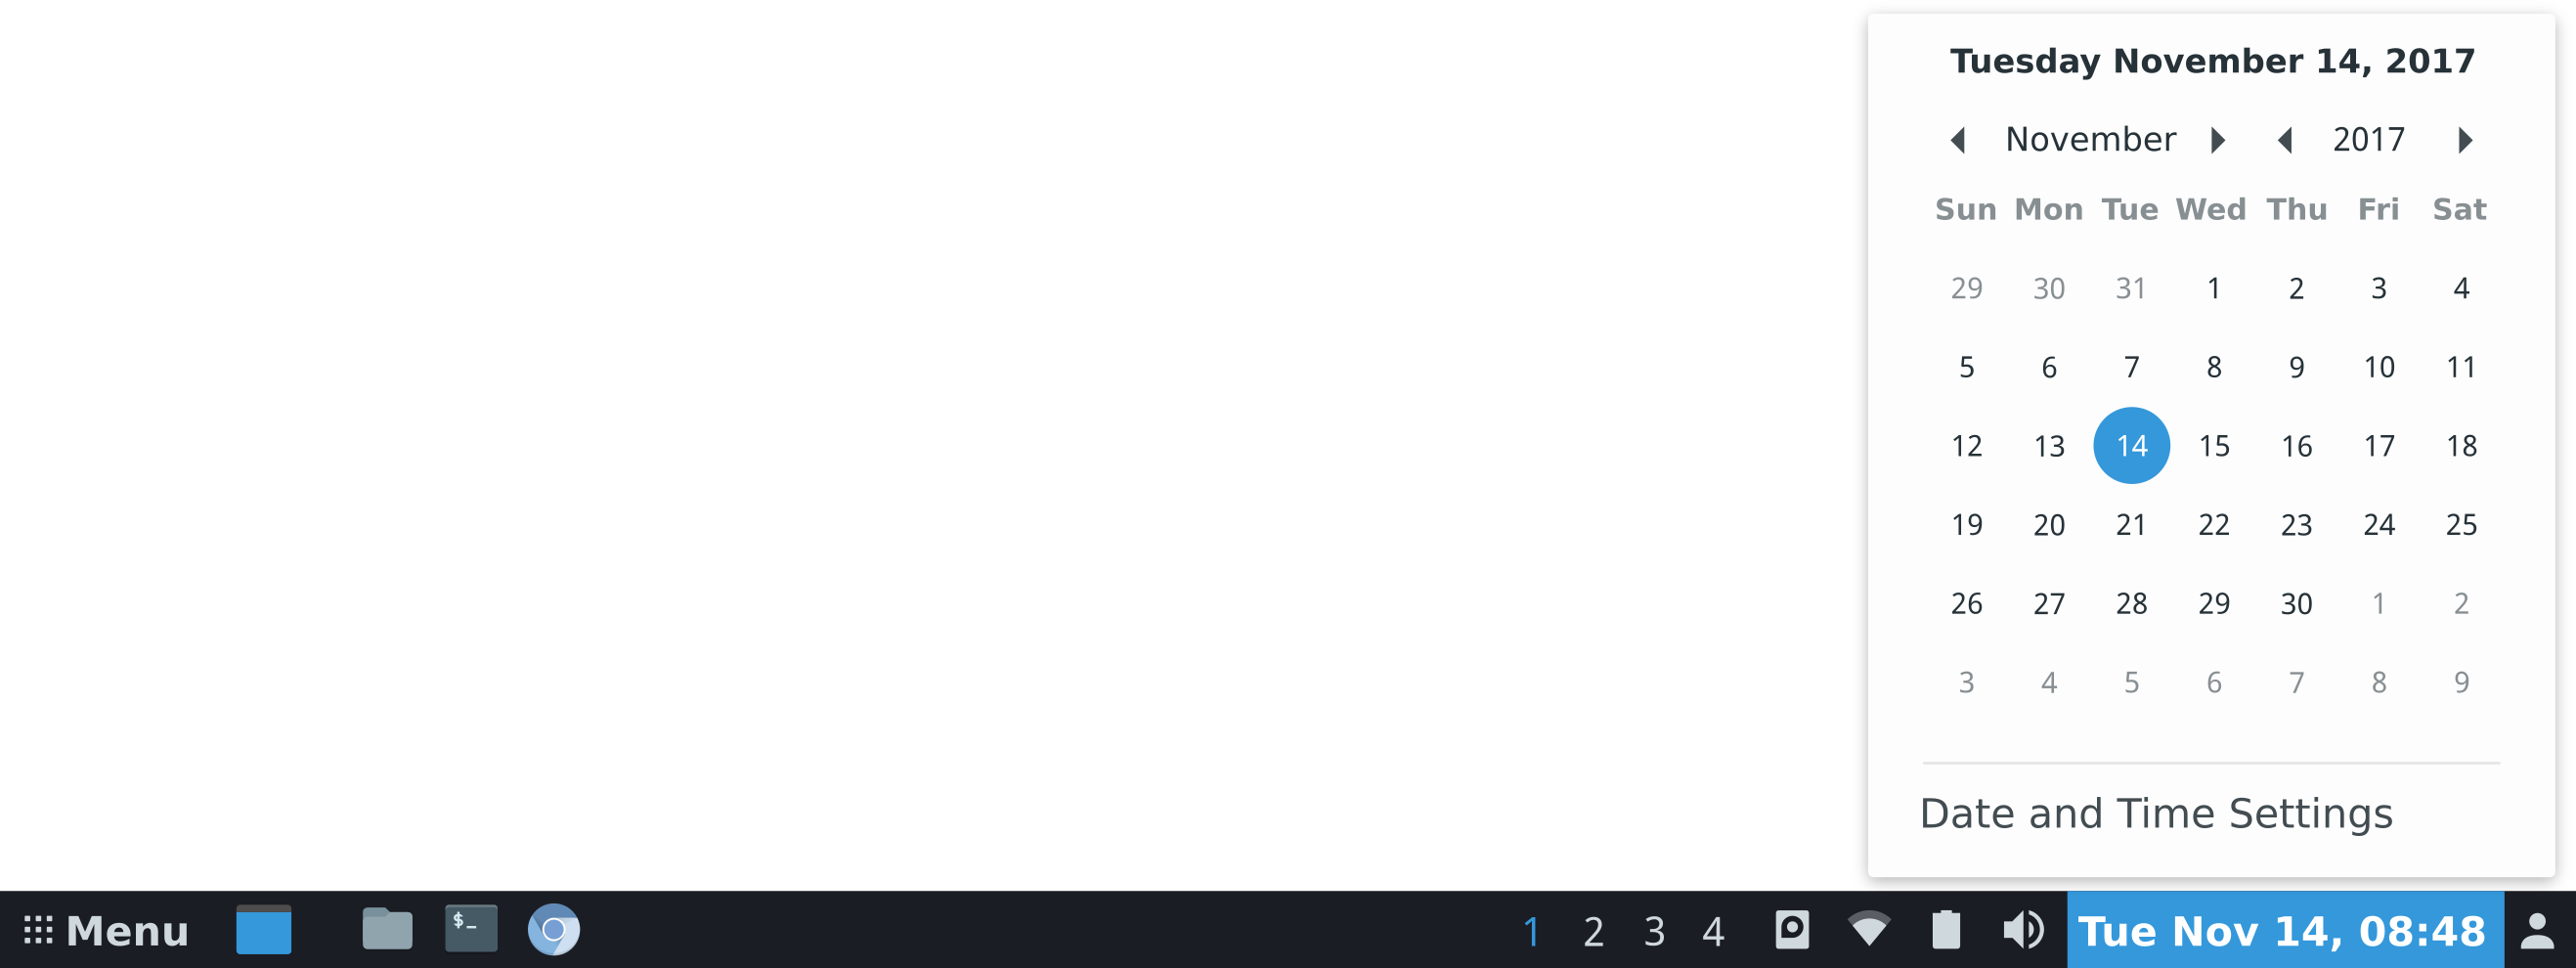 Tuesday November 14, 2017
November 2017
Sun Mon Tue Wed Thu Fri Sat
29 30 31 1 2 3 4
5 6 7 8 9 10 11
12 13 14 15 16 17 18
19 20 21 22 23 24 25
26 27 28 29 30 1 2
3 4 5 6 7 8 9
Date and Time Settings
Menu $_ 1 2 3 4 Tue Nov 14, 08:48